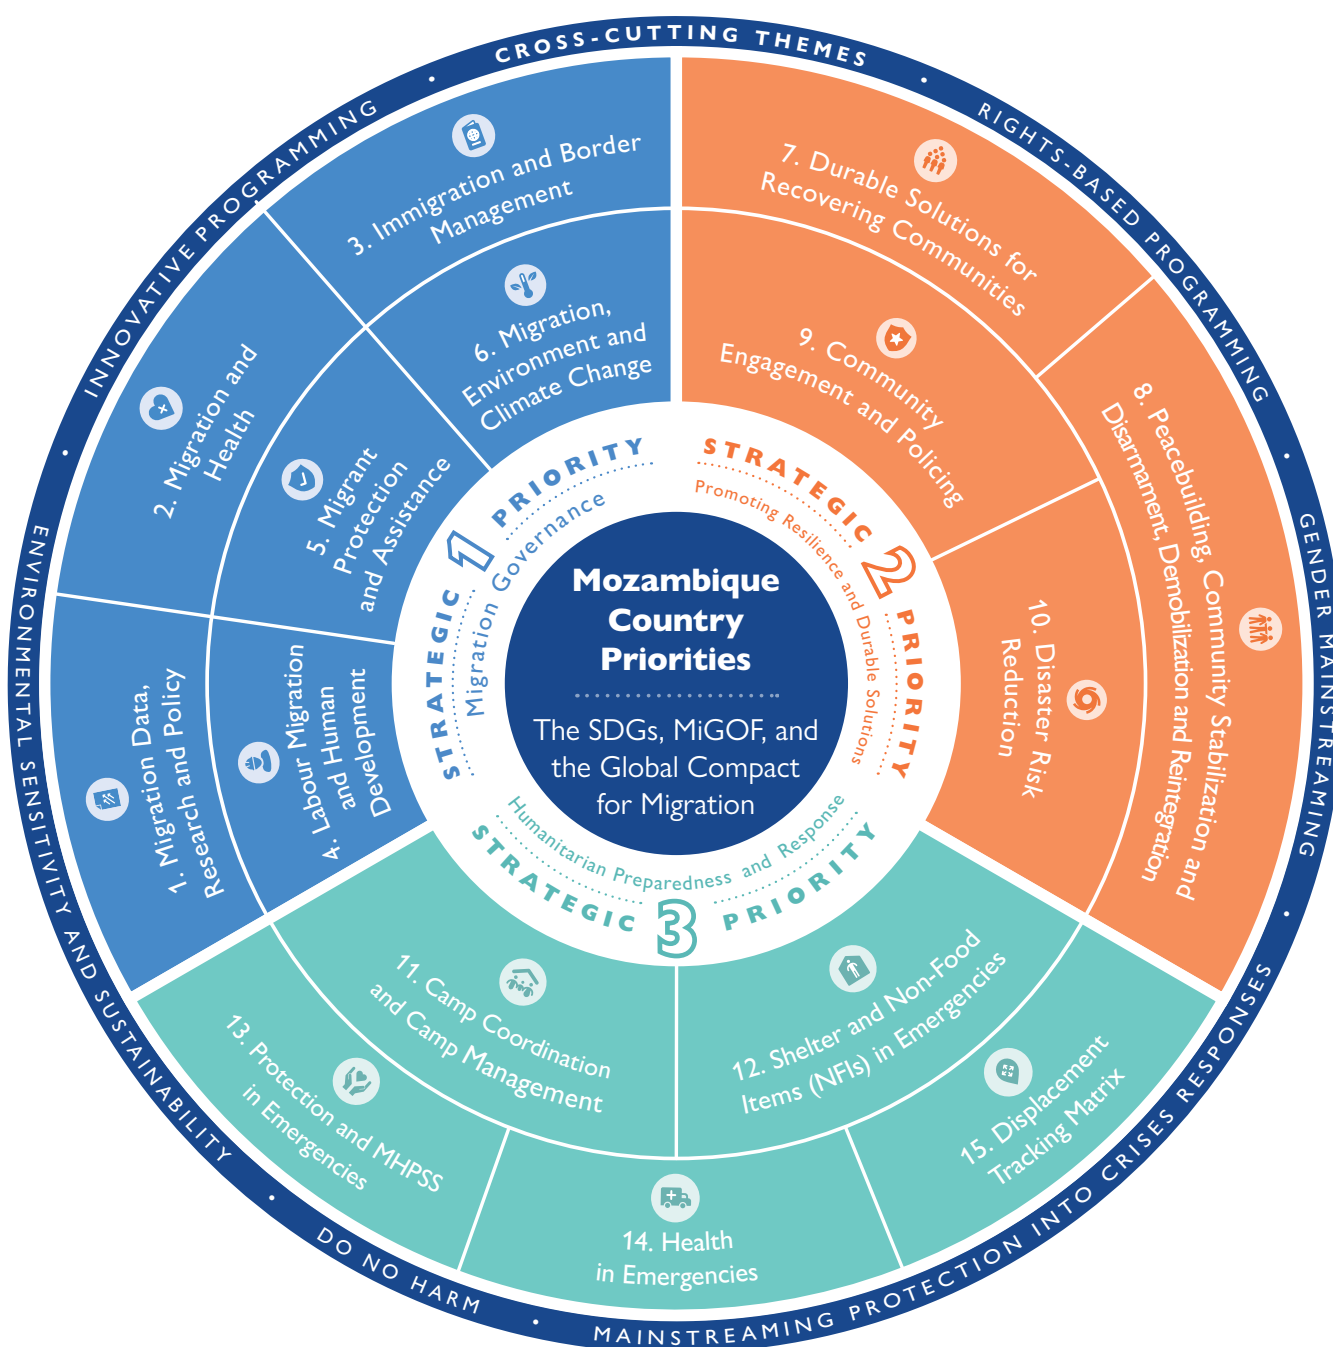 CROSS-CUTTING THEMES
RIGHTS-BASED PROGRAMMING
GENDER MAINSTREAMING
MAINSTREAMING PROTECTION INTO CRISES RESPONSES
DO NO HARM
ENVIRONMENTAL SENSITIVITY AND SUSTAINABILITY
INNOVATIVE PROGRAMMING
Mozambique
Country
Priorities
The SDGs, MiGOF, and
the Global Compact
for Migration
STRATEGIC 1 PRIORITY
Migration Governance
1. Migration Data,
Research and Policy
2. Migration and
Health
3. Immigration and Border
Management
4. Labour Migration
and Human
Development
5. Migrant
Protection
and Assistance
6. Migration,
Environment and
Climate Change
STRATEGIC 2 PRIORITY
Promoting Resilience and Durable Solutions
7. Durable Solutions for
Recovering Communities
8. Peacebuilding, Community Stabilization and
Disarmament, Demobilization and Reintegration
9. Community
Engagement and Policing
10. Disaster Risk
Reduction
STRATEGIC 3 PRIORITY
Humanitarian Preparedness and Response
11. Camp Coordination
and Camp Management
12. Shelter and Non-Food
Items (NFIs) in Emergencies
13. Protection and MHPSS
in Emergencies
14. Health
in Emergencies
15. Displacement
Tracking Matrix